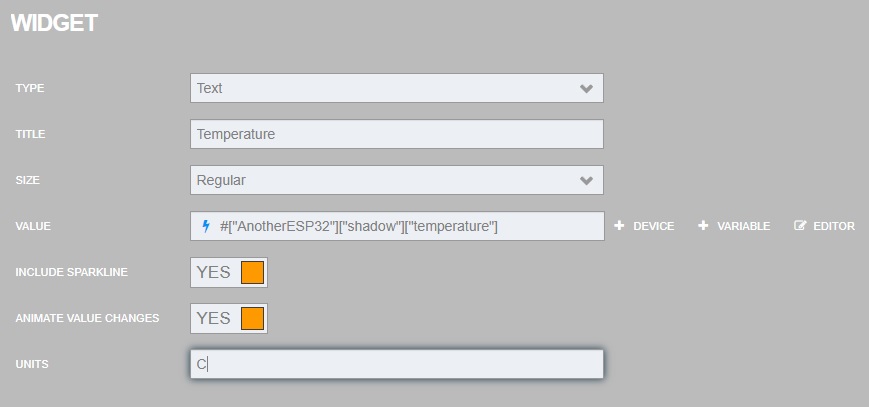 WIDGET
TYPE Text
TITLE Temperature
SIZE Regular
VALUE #["AnotherESP32"]["shadow"]["temperature"] DEVICE VARIABLE EDITOR
INCLUDE SPARKLINE YES
ANIMATE VALUE CHANGES YES
UNITS C